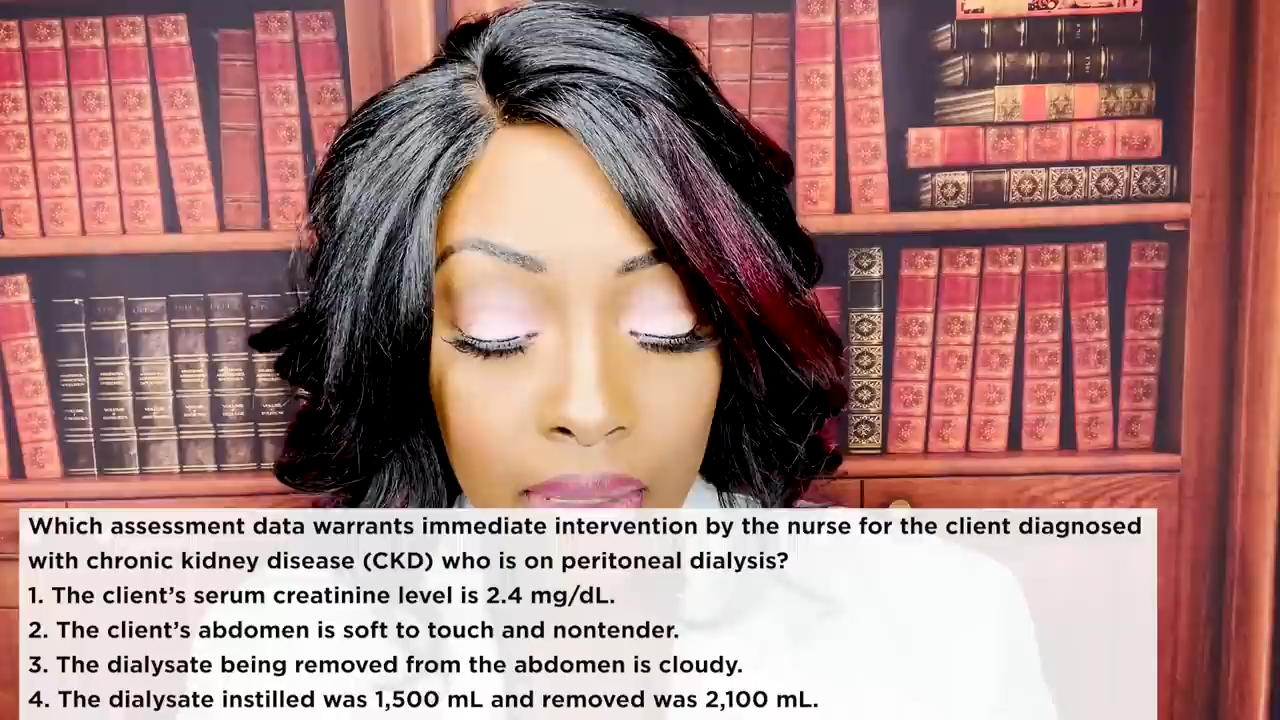 Which assessment data warrants immediate intervention by the nurse for the client diagnosed
with chronic kidney disease (CKD) who is on peritoneal dialysis?
1. The client’s serum creatinine level is 2.4 mg/dL.
2. The client’s abdomen is soft to touch and nontender.
3. The dialysate being removed from the abdomen is cloudy.
4. The dialysate instilled was 1,500 mL and removed was 2,100 mL.